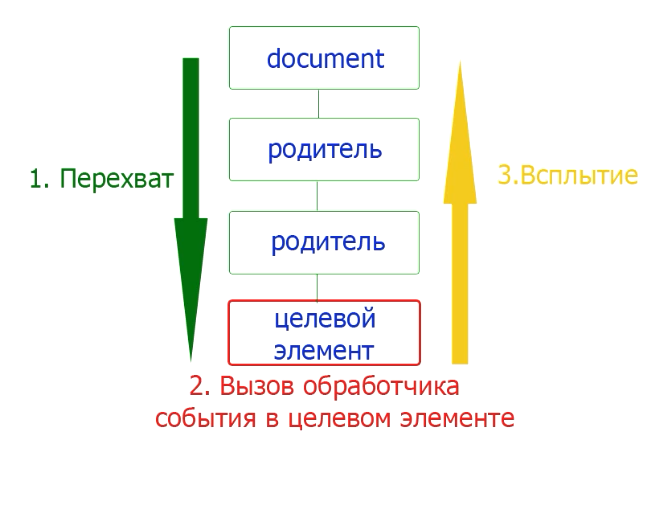 document
родитель
1. Перехват
3.Всплытие
родитель
целевой
элемент
2. Вызов обработчика
события в целевом элементе